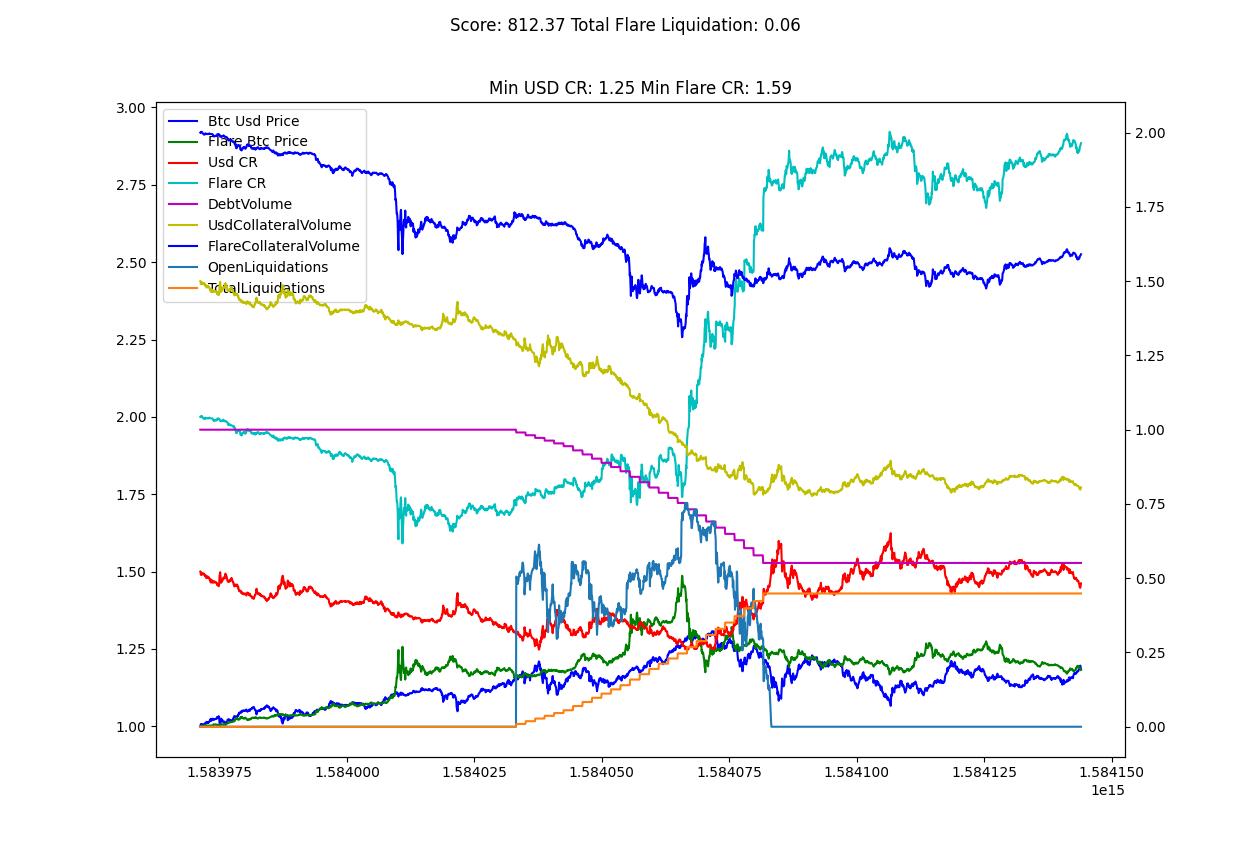 Score: 812.37 Total Flare Liquidation: 0.06
Min USD CR: 1.25 Min Flare CR: 1.59
3.00
2.75
2.50
2.25
2.00
1.75
1.50
1.25
1.00
Btc Usd Price
Flare Btc Price
Usd CR
Flare CR
DebtVolume
UsdCollateralVolume
FlareCollateralVolume
OpenLiquidations
TotalLiquidations
2.00
1.75
1.50
1.25
1.00
0.75
0.50
0.25
0.00
1.583975 1.584000 1.584025 1.584050 1.584075 1.584100 1.584125 1.584150
1e15